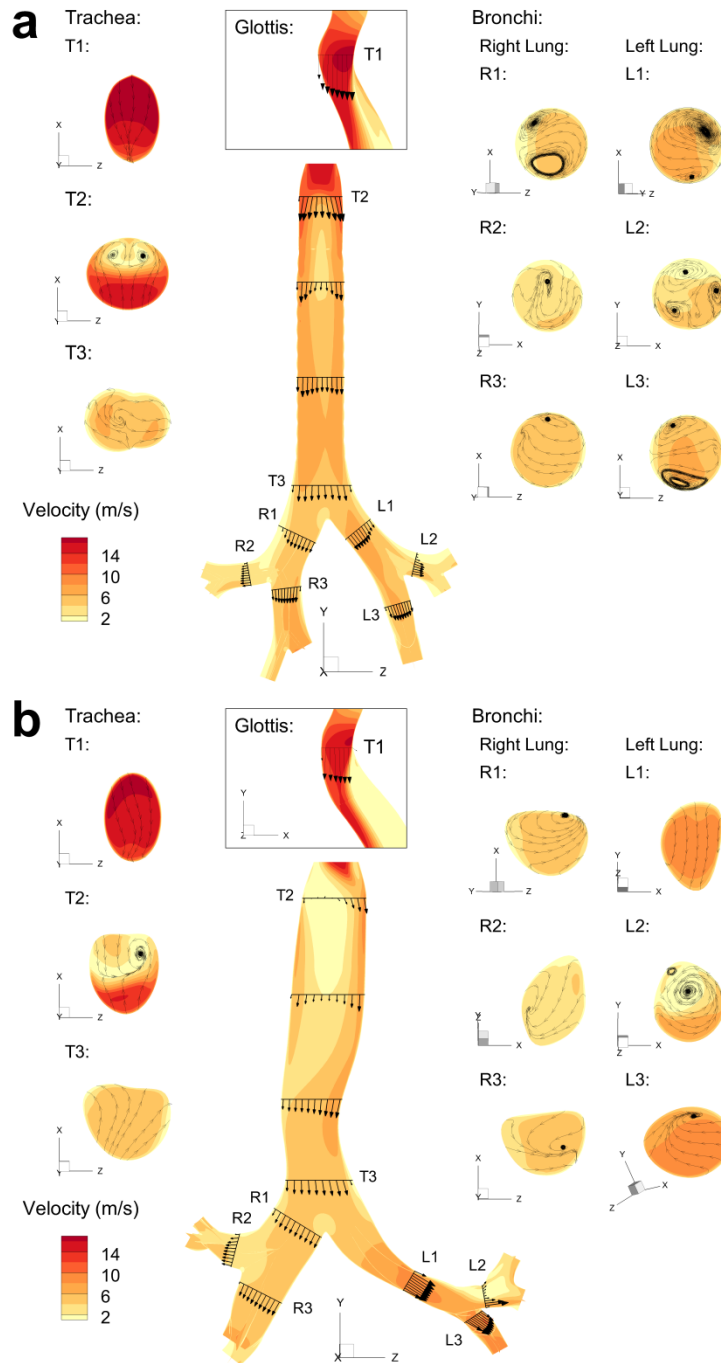 a
Trachea:
T1:
X
Y
Z
T2:
X
Y
Z
T3:
X
Y
Z
Velocity (m/s)
14
10
6
2
Glottis:
T1
T2
T3
R1
L1
R2
L2
R3
L3
Y
X
Z
Bronchi:
Right Lung:
Left Lung:
R1:
L1:
X
Y
Z
X
Y
Z
R2:
L2:
Y
Z
X
Y
Z
X
R3:
L3:
Y
Z
X
Y
Z
X
b
Trachea:
T1:
X
Y
Z
T2:
X
Y
Z
T3:
X
Y
Z
Velocity (m/s)
14
10
6
2
Glottis:
T1
Y
Z
X
T2
T3
R1
R2
L1
L2
R3
L3
Y
X
Z
Bronchi:
Right Lung:
Left Lung:
R1:
L1:
X
Y
Z
Y
Z
X
R2:
L2:
Y
Z
X
Y
Z
X
R3:
L3:
X
Y
Z
Y
X
Z